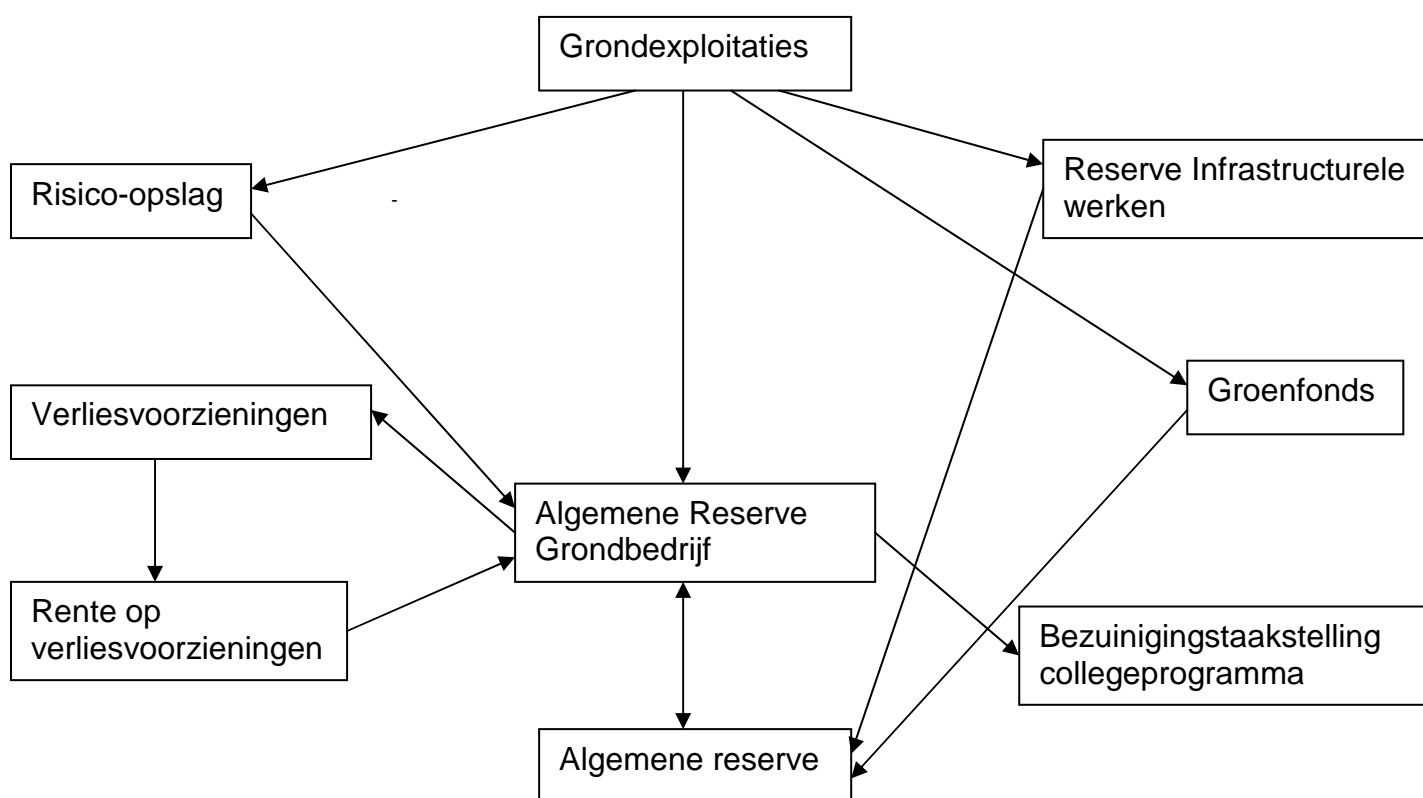 Grondexploitaties
Risico-opslag
-
Reserve Infrastructurele
werken
Verliesvoorzieningen
Groenfonds
Algemene Reserve
Grondbedrijf
Rente op
verliesvoorzieningen
Bezuinigingstaakstelling
collegeprogramma
Algemene reserve